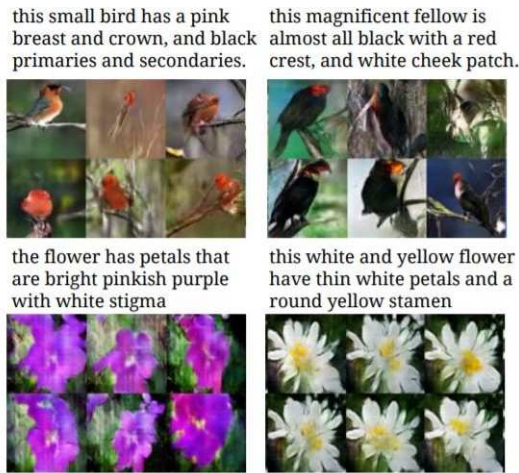 this small bird has a pink
breast and crown, and black
primaries and secondaries.
this magnificent fellow is
almost all black with a red
crest, and white cheek patch.
the flower has petals that
are bright pinkish purple
with white stigma
this white and yellow flower
have thin white petals and a
round yellow stamen